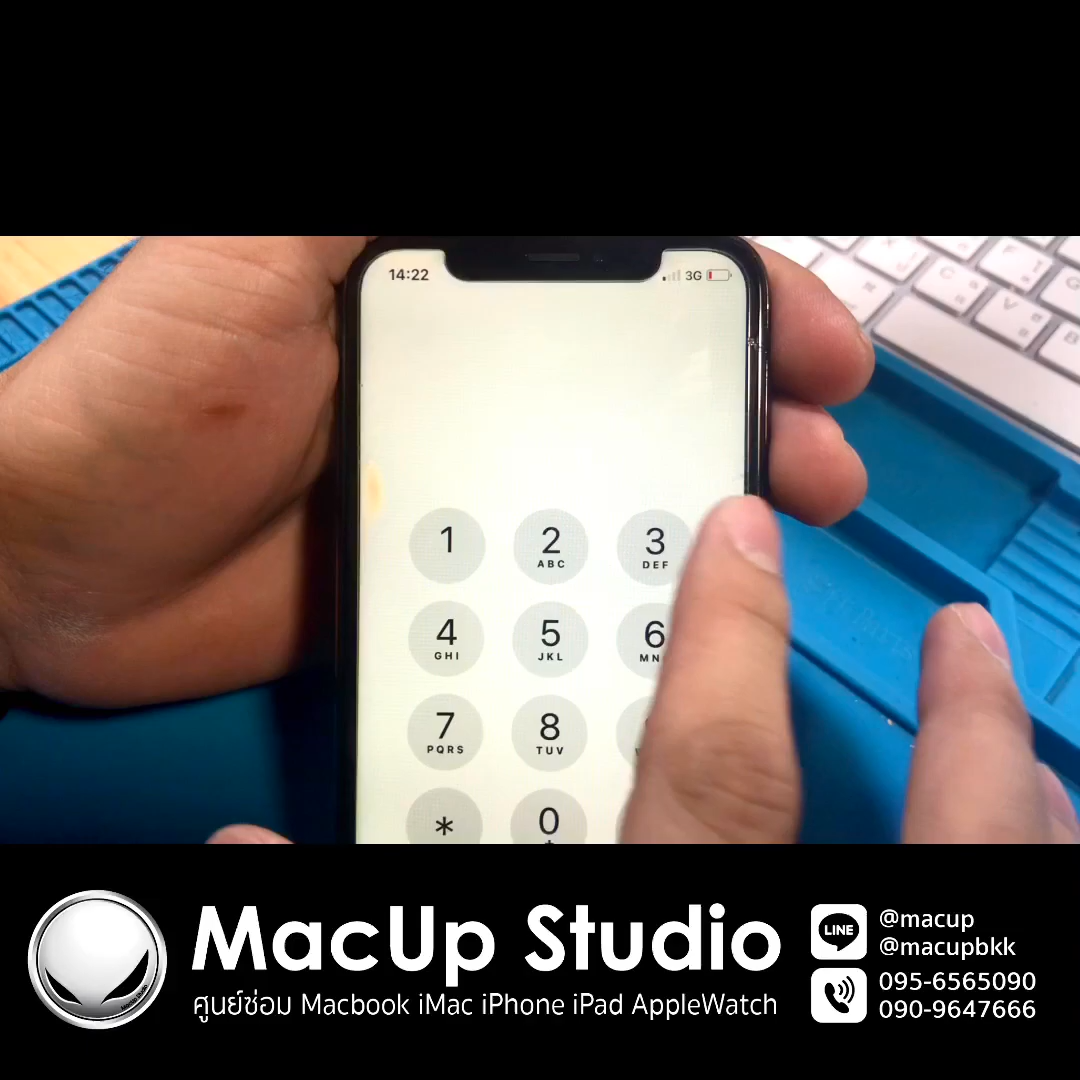 14:22
3G
1
2
ABC
3
DEF
4
GHI
5
JKL
6
MN
7
PQRS
8
TUV
*
0
+
MacUp Studio
ศูนย์ซ่อม Macbook iMac iPhone iPad AppleWatch
LINE
@macup
@macupbkk
095-6565090
090-9647666